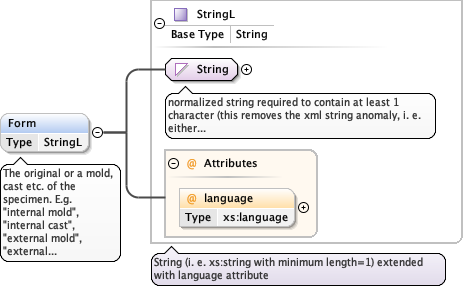 StringL
Base Type String
String
normalized string required to contain at least 1
character (this removes the xml string anomaly, i. e.
either...
Form
Type StringL
The original or a mold,
cast etc. of the
specimen. E.g.
"internal mold",
"internal cast",
"external mold",
"external...
@ Attributes
@ language
Type xs:language
String (i. e. xs:string with minimum length=1) extended
with language attribute